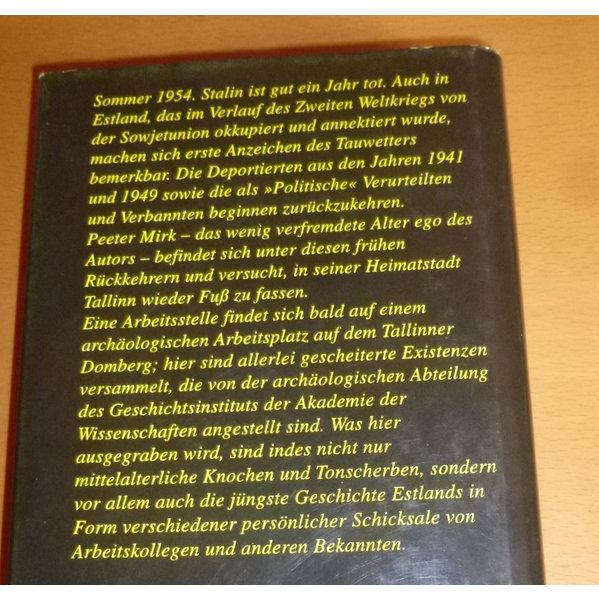 Sommer 1954. Stalin ist gut ein Jahr tot. Auch in
Estland, das im Verlauf des Zweiten Weltkriegs von
der Sowjetunion okkupiert und annektiert wurde,
machen sich erste Anzeichen des Tauwetters
bemerkbar. Die Deportierten aus den Jahren 1941
und 1949 sowie die als »Politische« Verurteilten
und Verbannten beginnen zurückzukehren.
Peeter Mirk – das wenig verfremdete Alter ego des
Autors – befindet sich unter diesen frühen
Rückkehrern und versucht, in seiner Heimatstadt
Tallinn wieder Fuß zu fassen.
Eine Arbeitsstelle findet sich bald auf einem
archäologischen Arbeitsplatz auf dem Tallinner
Domberg; hier sind allerlei gescheiterte Existenzen
versammelt, die von der archäologischen Abteilung
des Geschichtsinstituts der Akademie der
Wissenschaften angestellt sind. Was hier
ausgegraben wird, sind indes nicht nur
mittelalterliche Knochen und Tonscherben, sondern
vor allem auch die jüngste Geschichte Estlands in
Form verschiedener persönlicher Schicksale von
Arbeitskollegen und anderen Bekannten.